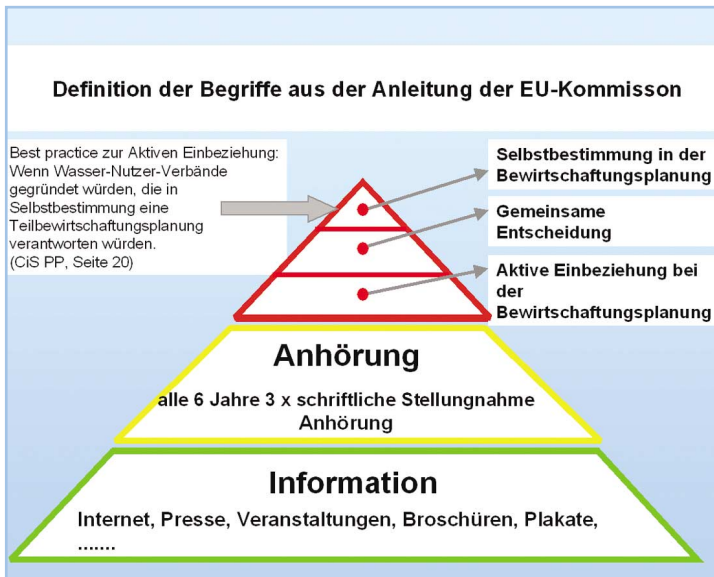 Definition der Begriffe aus der Anleitung der EU-Kommisson
Best practice zur Aktiven Einbeziehung:
Wenn Wasser-Nutzer-Verbände
gegründet würden, die in
Selbstbestimmung eine
Teilbewirtschaftungsplanung
verantworten würden.
(CiS PP, Seite 20)
Selbstbestimmung in der
Bewirtschaftungsplanung
Gemeinsame
Entscheidung
Aktive Einbeziehung bei
der
Bewirtschaftungsplanung
Anhörung
alle 6 Jahre 3 x schriftliche Stellungnahme
Anhörung
Information
Internet, Presse, Veranstaltungen, Broschüren, Plakate,
.......